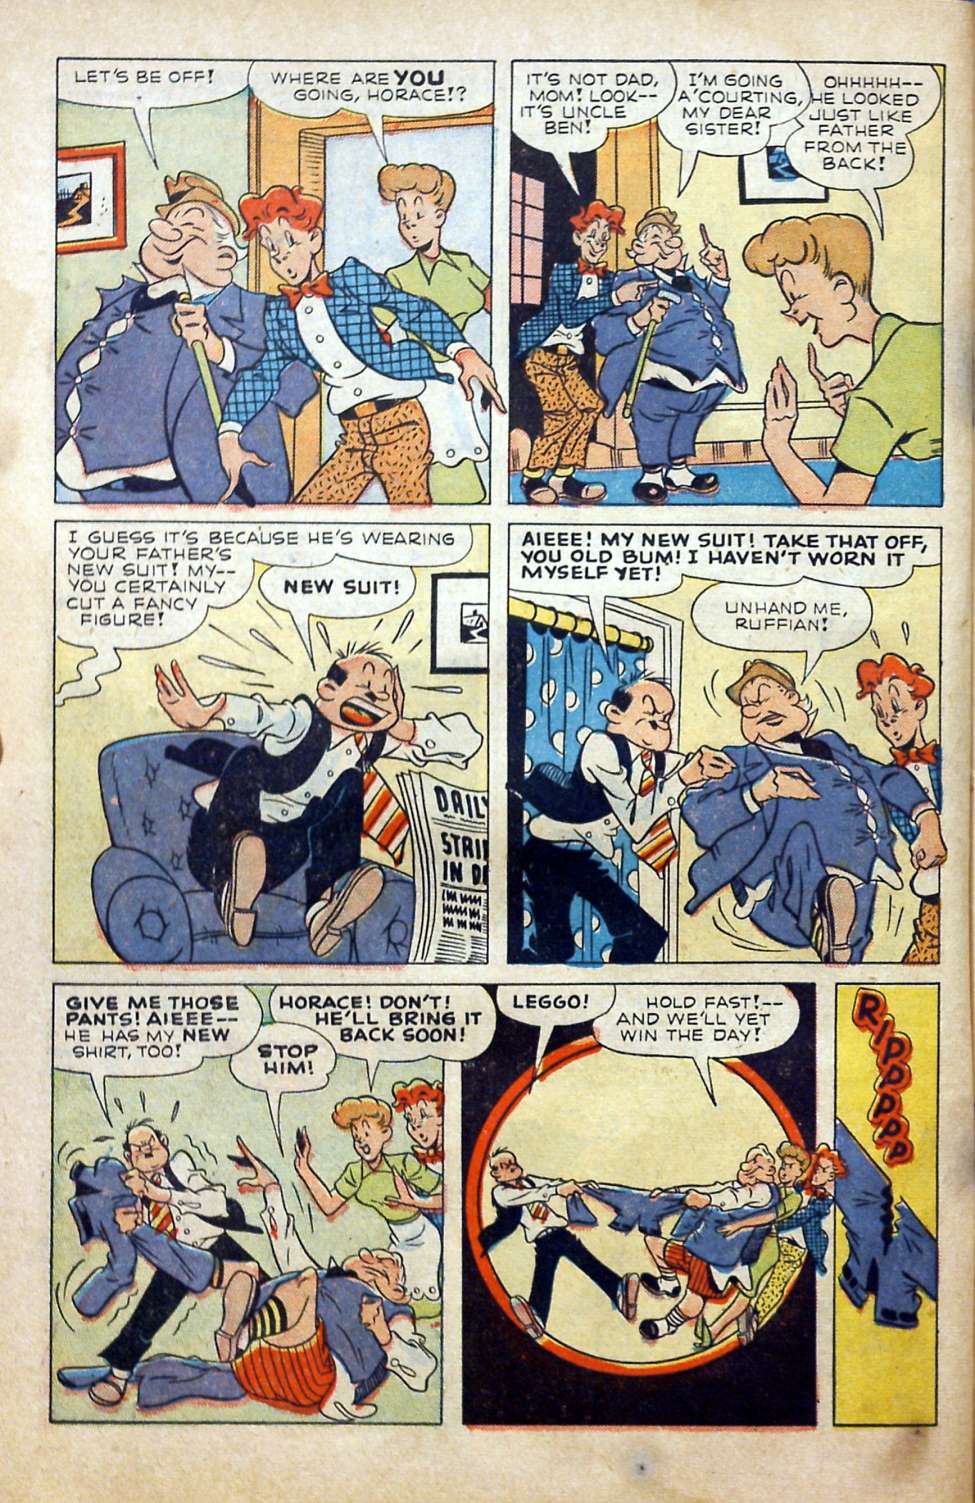 LET'S BE OFF!
WHERE ARE YOU
GOING, HORACE!?
IT'S NOT DAD,
MOM! LOOK--
IT'S UNCLE
BEN!
I'M GOING
A'COURTING,
MY DEAR
SISTER!
OHHHHH--
HE LOOKED
JUST LIKE
FATHER
FROM THE
BACK!
I GUESS IT'S BECAUSE HE'S WEARING
YOUR FATHER'S
NEW SUIT! MY--
YOU CERTAINLY
CUT A FANCY
FIGURE!
NEW SUIT!
DAILY
STRI
IN D
AIEEE! MY NEW SUIT! TAKE THAT OFF,
YOU OLD BUM! I HAVEN'T WORN IT
MYSELF YET!
UNHAND ME,
RUFFIAN!
GIVE ME THOSE
PANTS! AIEEE--
HE HAS MY NEW
SHIRT, TOO!
STOP
HIM!
HORACE! DON'T!
HE'LL BRING IT
BACK SOON!
LEGGO!
HOLD FAST!--
AND WE'LL YET
WIN THE DAY!
RIPPPPP